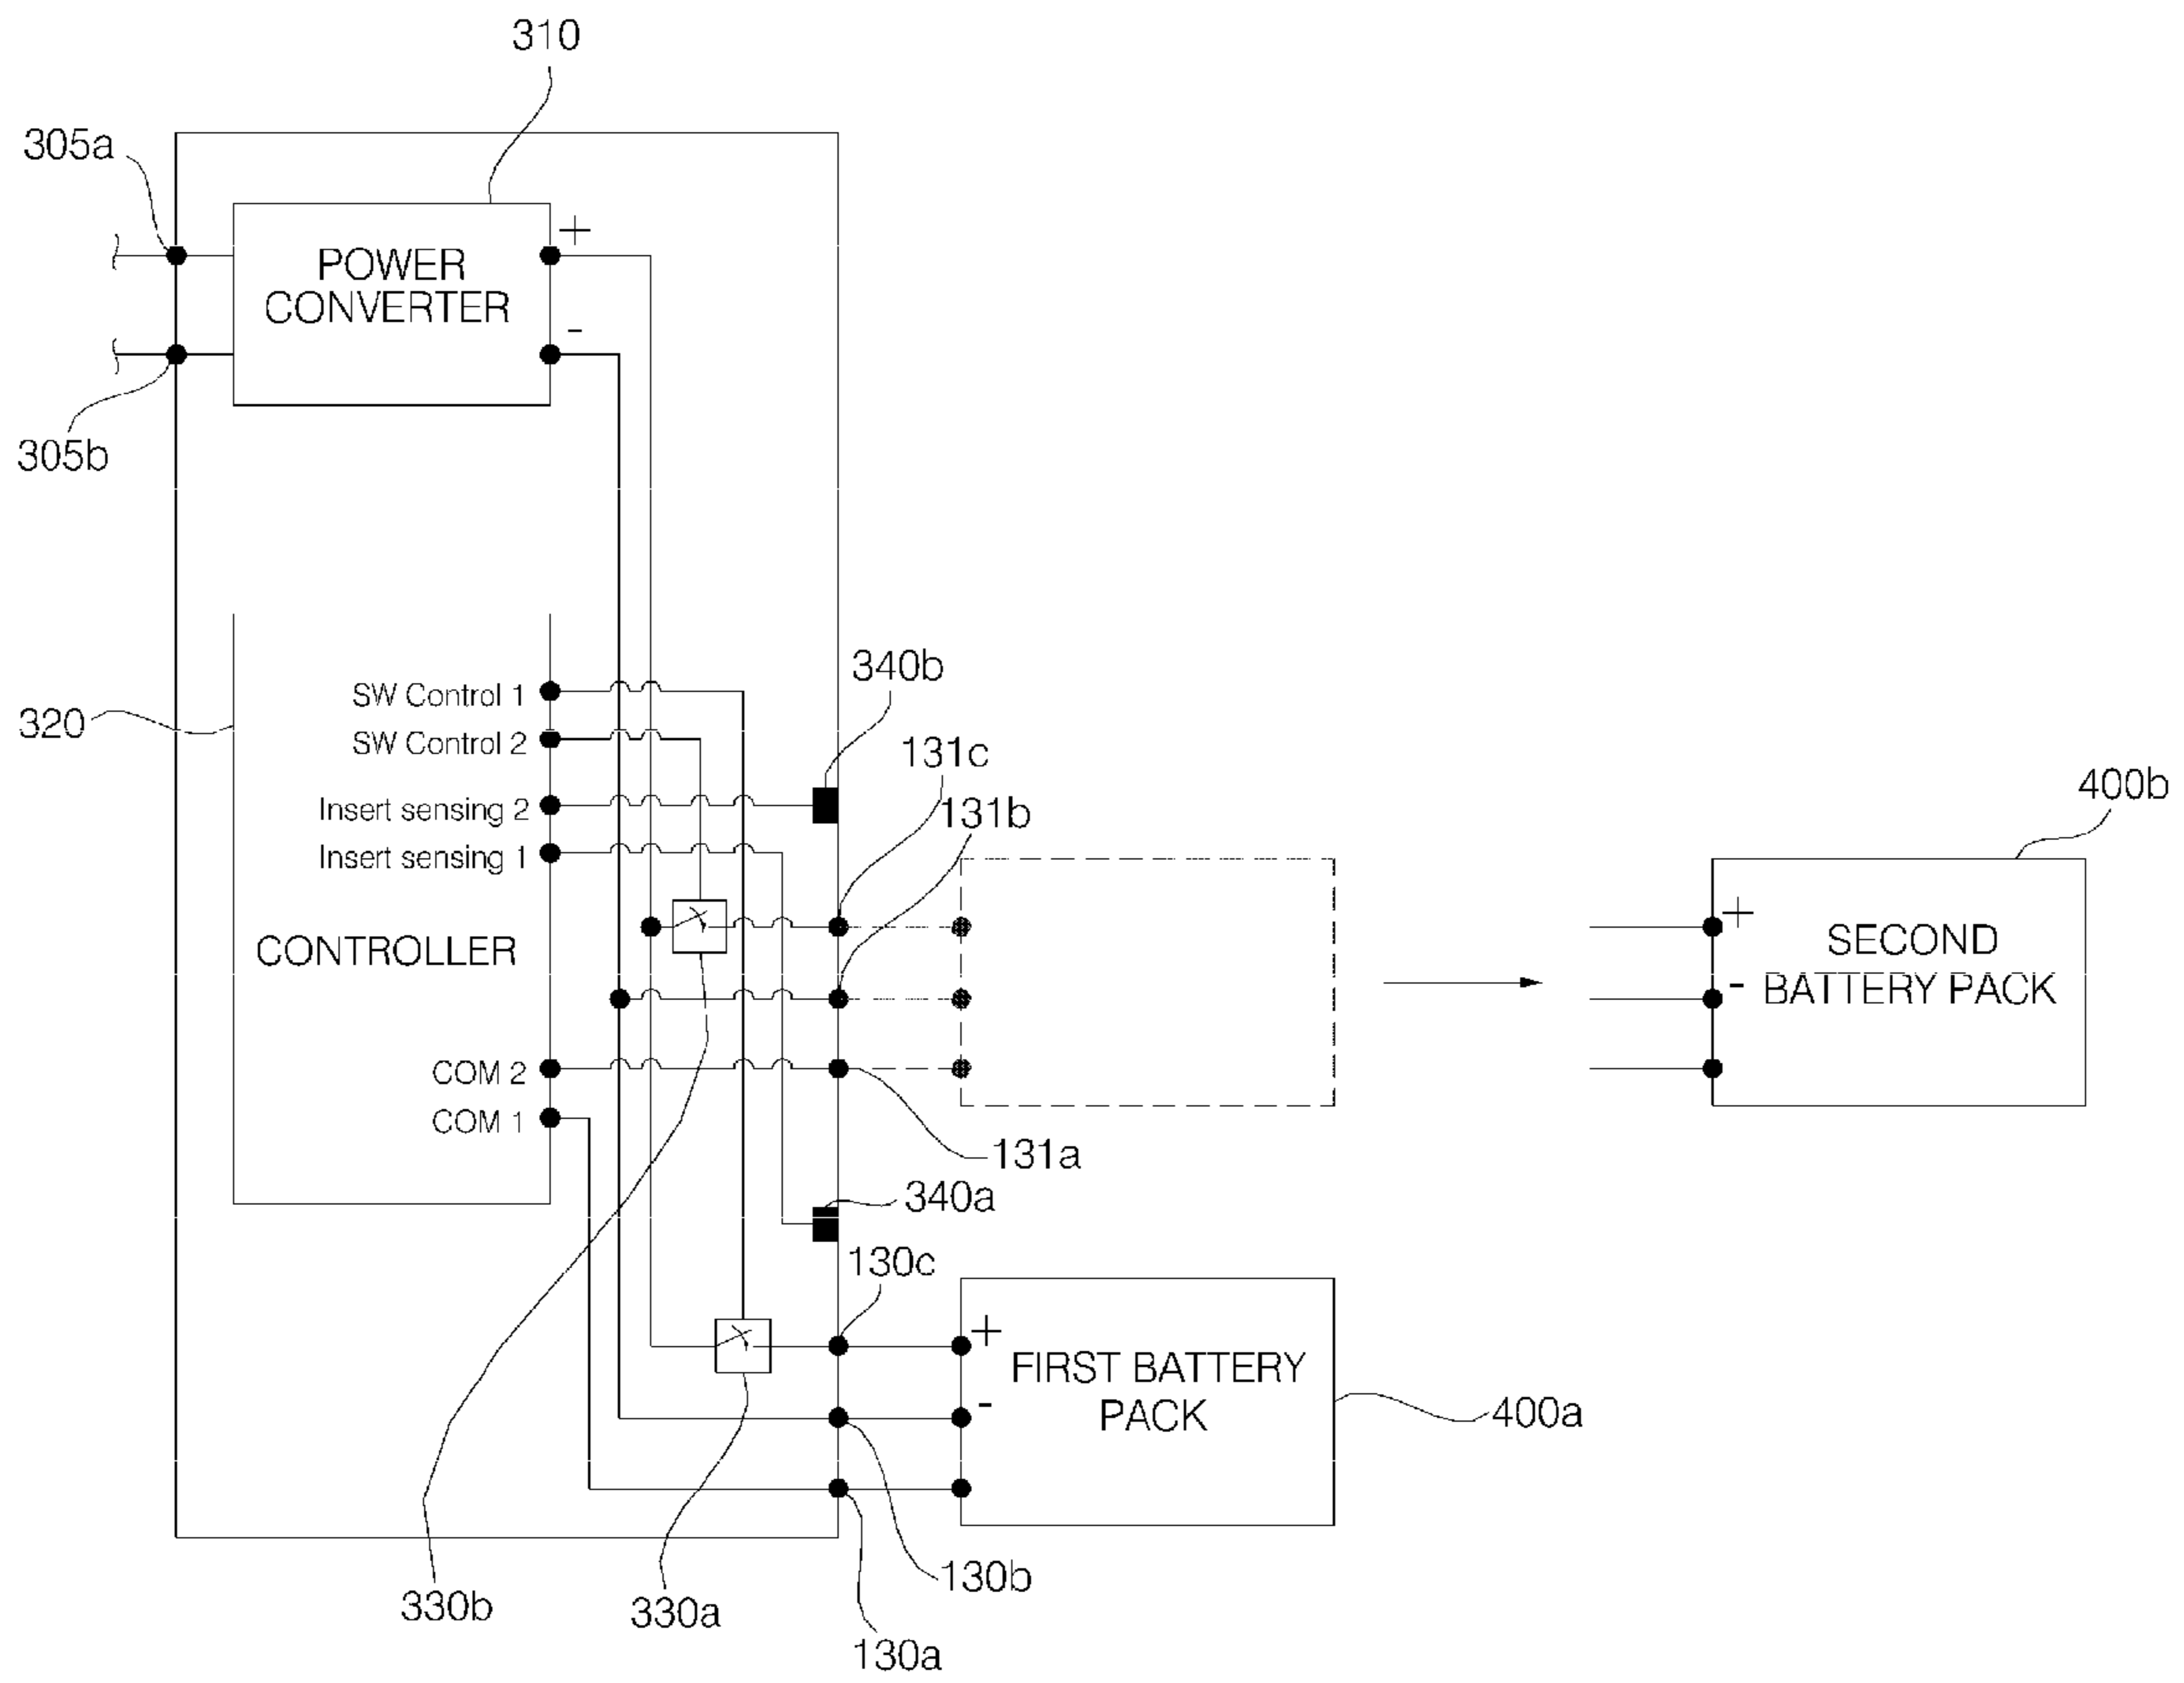 310
305a
+
POWER
CONVERTER
-
305b
340b
SW Control 1
320
SW Control 2
131c
400b
Insert sensing 2
131b
Insert sensing 1
+
SECOND
CONTROLLER
-
BATTERY PACK
COM 2
COM 1
131a
340a
130c
+
FIRST BATTERY
-
PACK
400a
130b
330b
330a
130a